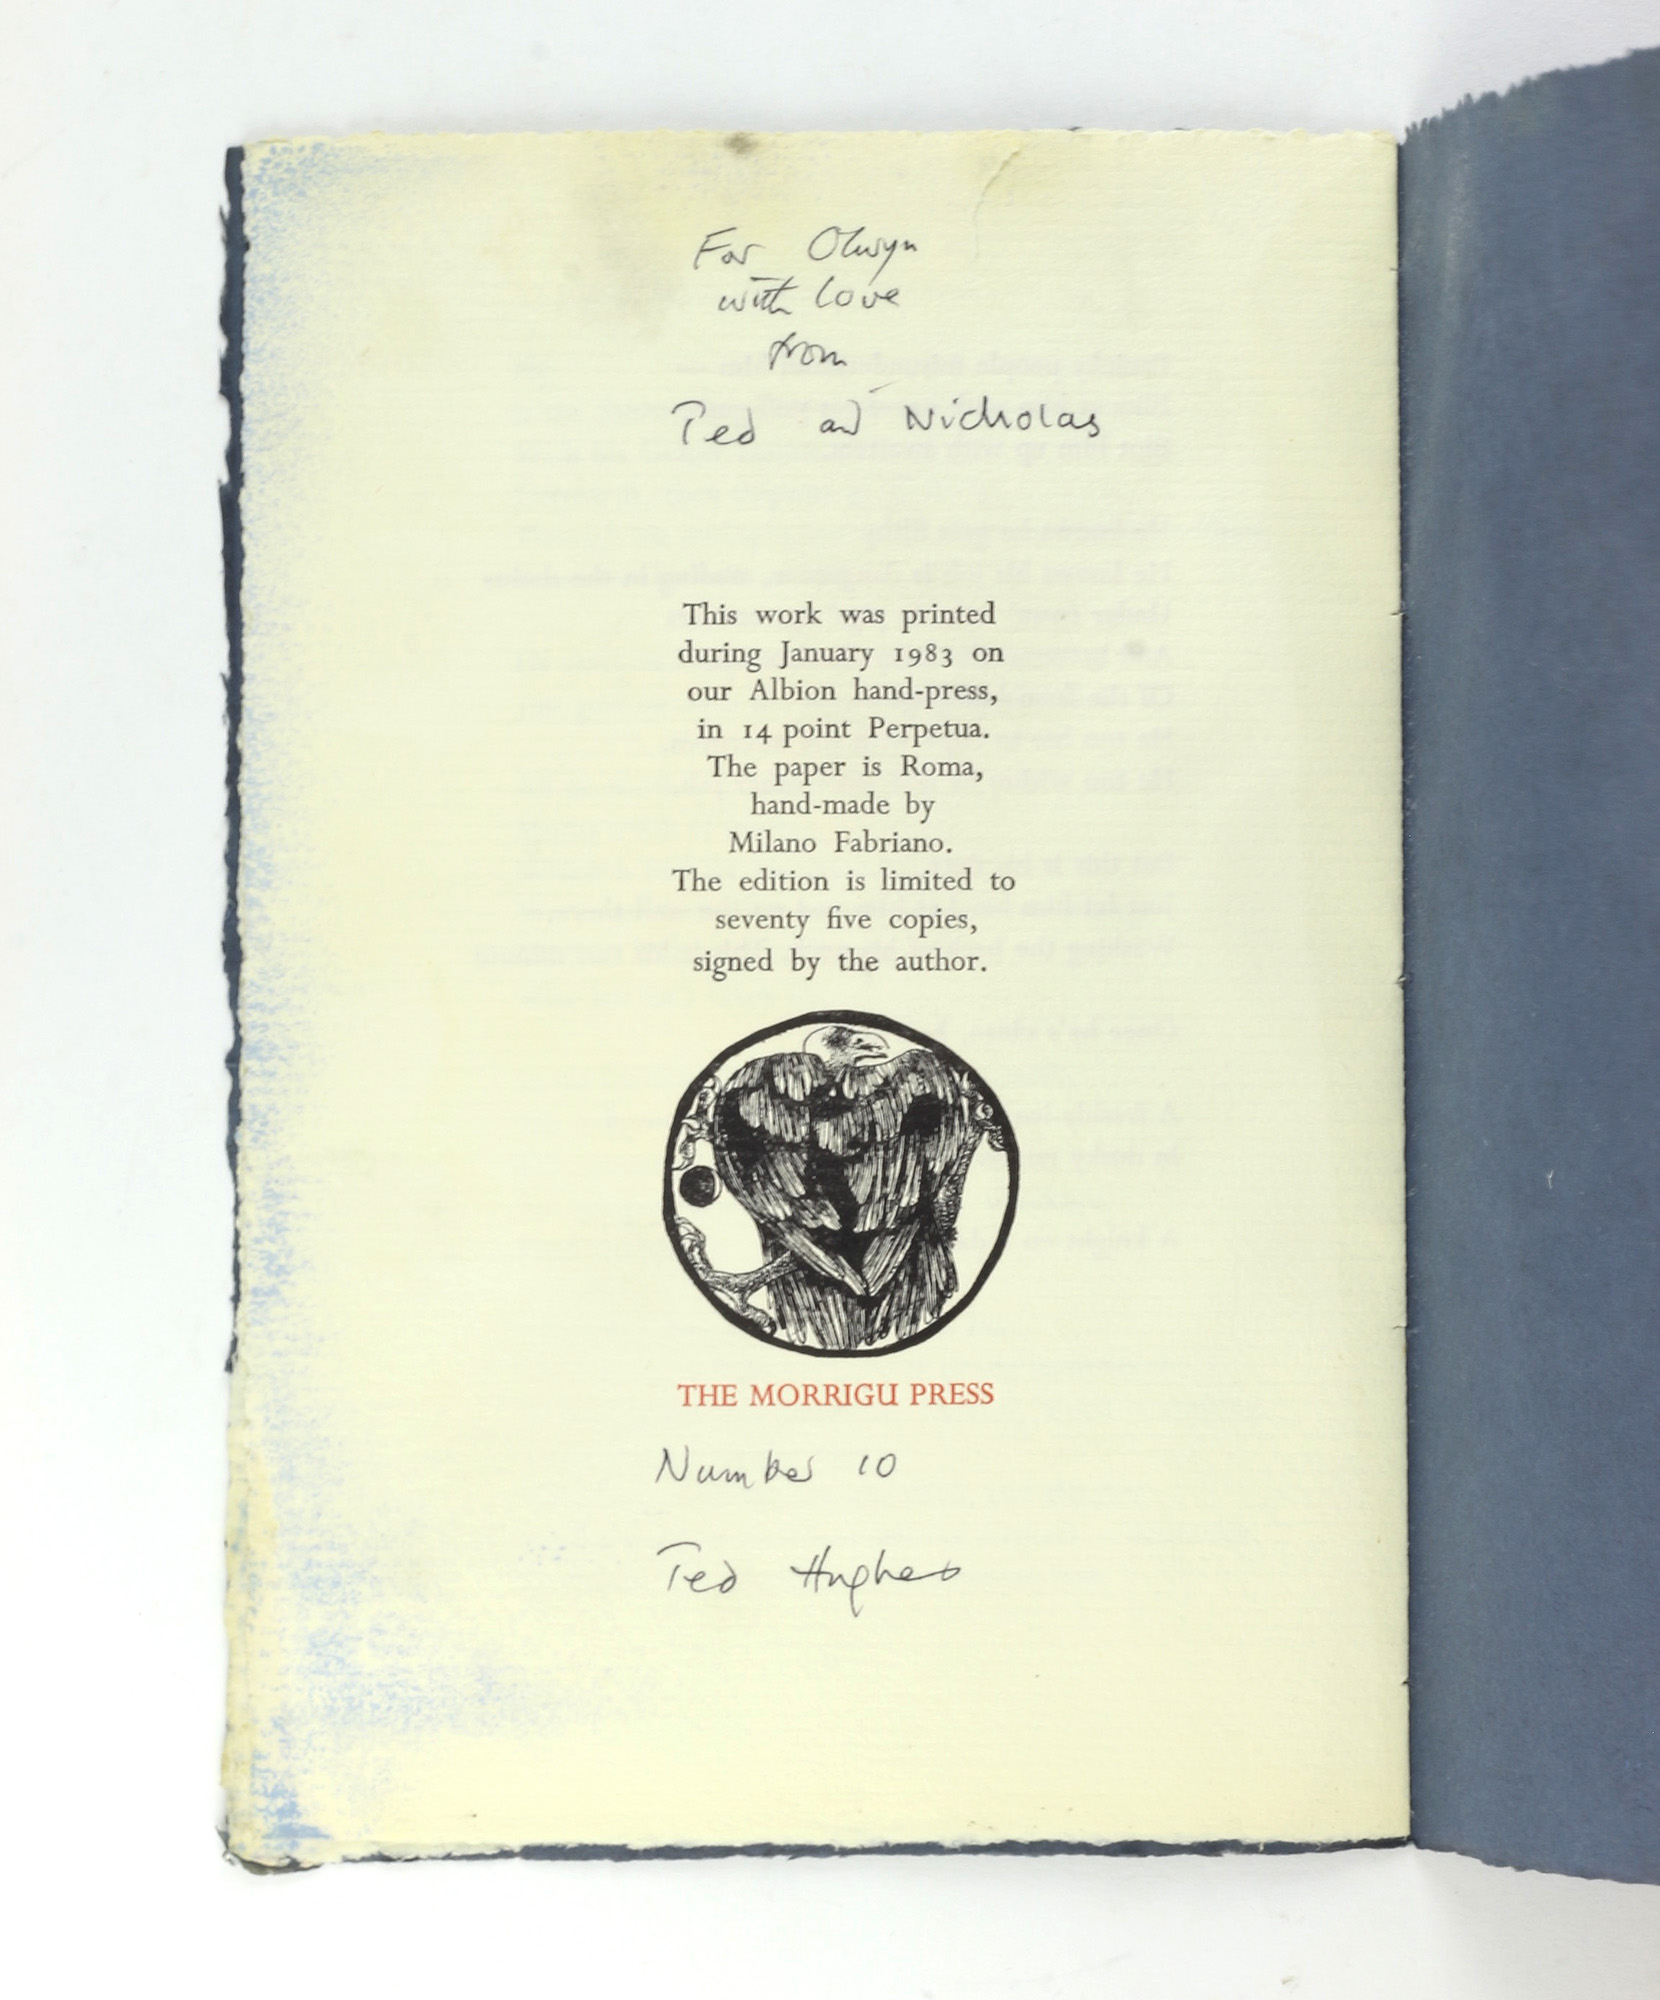 For Olwyn
with love
from
Ted and Nicholas
This work was printed
during January 1983 on
our Albion hand-press,
in 14 point Perpetua.
The paper is Roma,
hand-made by
Milano Fabriano.
The edition is limited to
seventy five copies,
signed by the author.
THE MORRIGU PRESS
Number 10
Ted Hughes